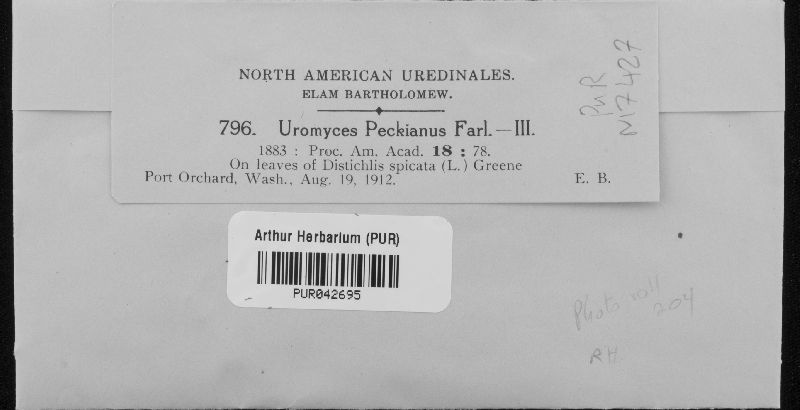 NORTH AMERICAN UREDINALES.
ELAM BARTHOLOMEW.
796. Uromyces Peckianus Farl.—III.
1883 : Proc. Am. Acad. 18 : 78.
On leaves of Distichlis spicata (L.) Greene
Port Orchard, Wash., Aug. 19, 1912. E. B.
PUR
N17427
Arthur Herbarium (PUR)
PUR042695
Photo roll
204
RH